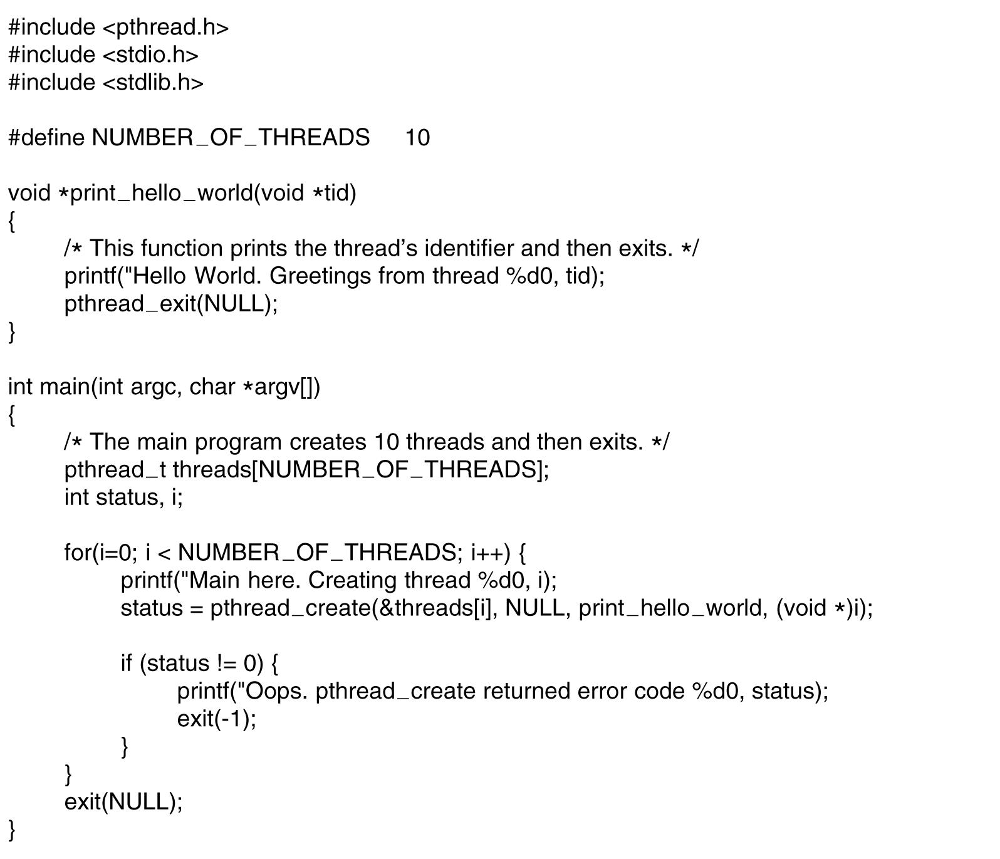 #include <pthread.h>
#include <stdio.h>
#include <stdlib.h>
#define NUMBER_OF_THREADS 10
void *print_hello_world(void *tid)
{
/* This function prints the thread’s identifier and then exits. */
printf("Hello World. Greetings from thread %d0, tid);
pthread_exit(NULL);
}
int main(int argc, char *argv[])
{
/* The main program creates 10 threads and then exits. */
pthread_t threads[NUMBER_OF_THREADS];
int status, i;
for(i=0; i < NUMBER_OF_THREADS; i++) {
printf("Main here. Creating thread %d0, i);
status = pthread_create(&threads[i], NULL, print_hello_world, (void *)i);
if (status != 0) {
printf("Oops. pthread_create returned error code %d0, status);
exit(-1);
}
}
exit(NULL);
}